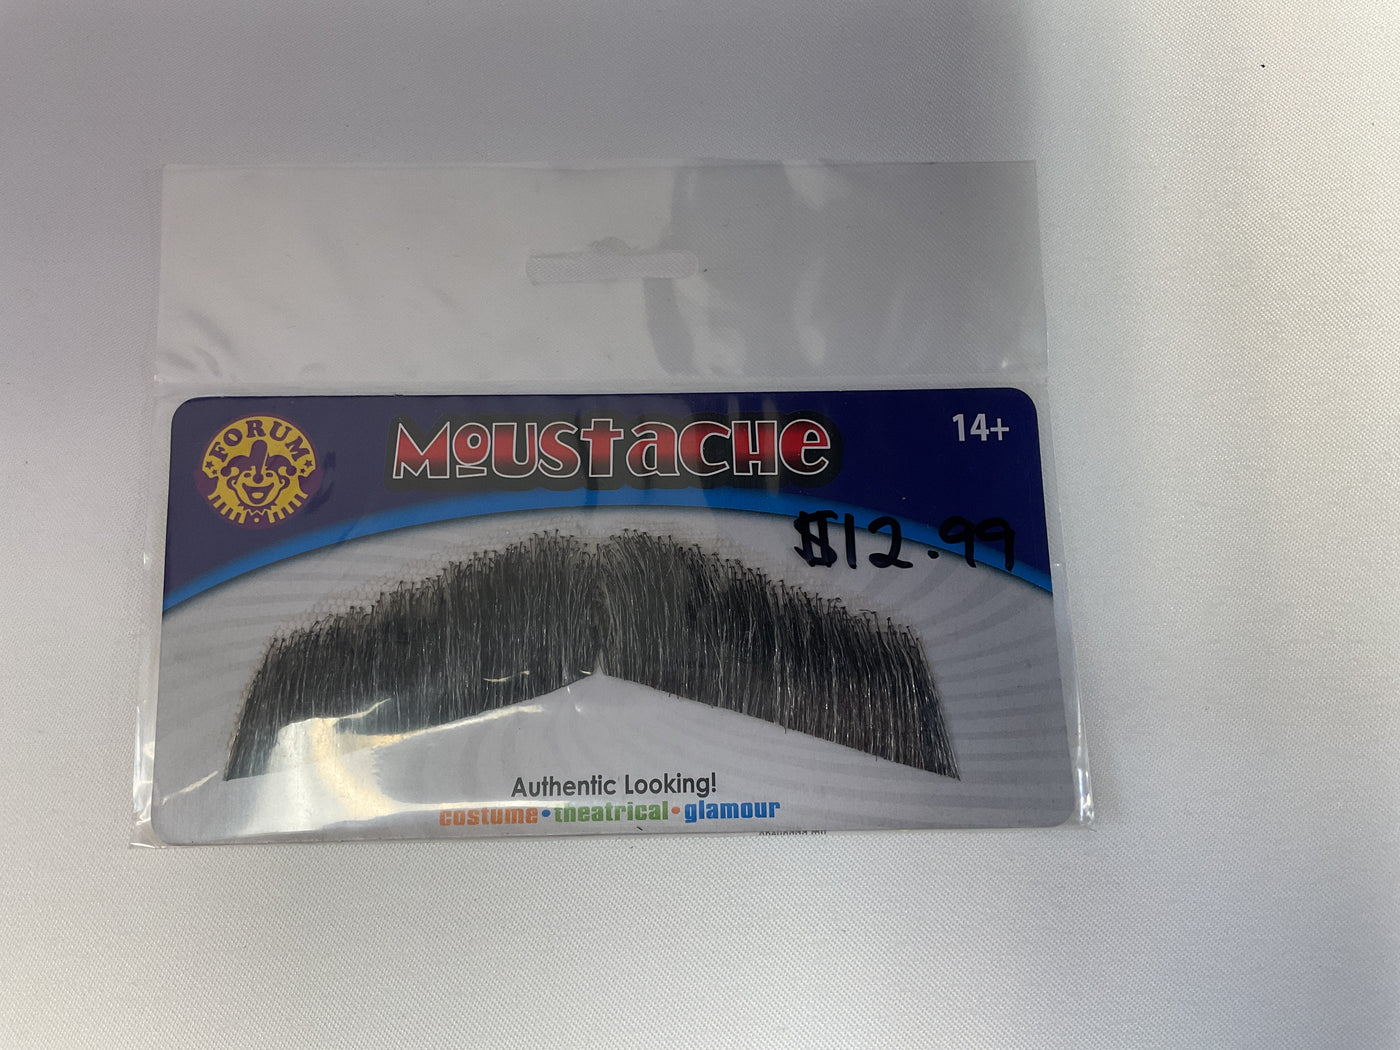 FORUM
Moustache
14+
$12.99
Authentic Looking!
costume • theatrical • glamour